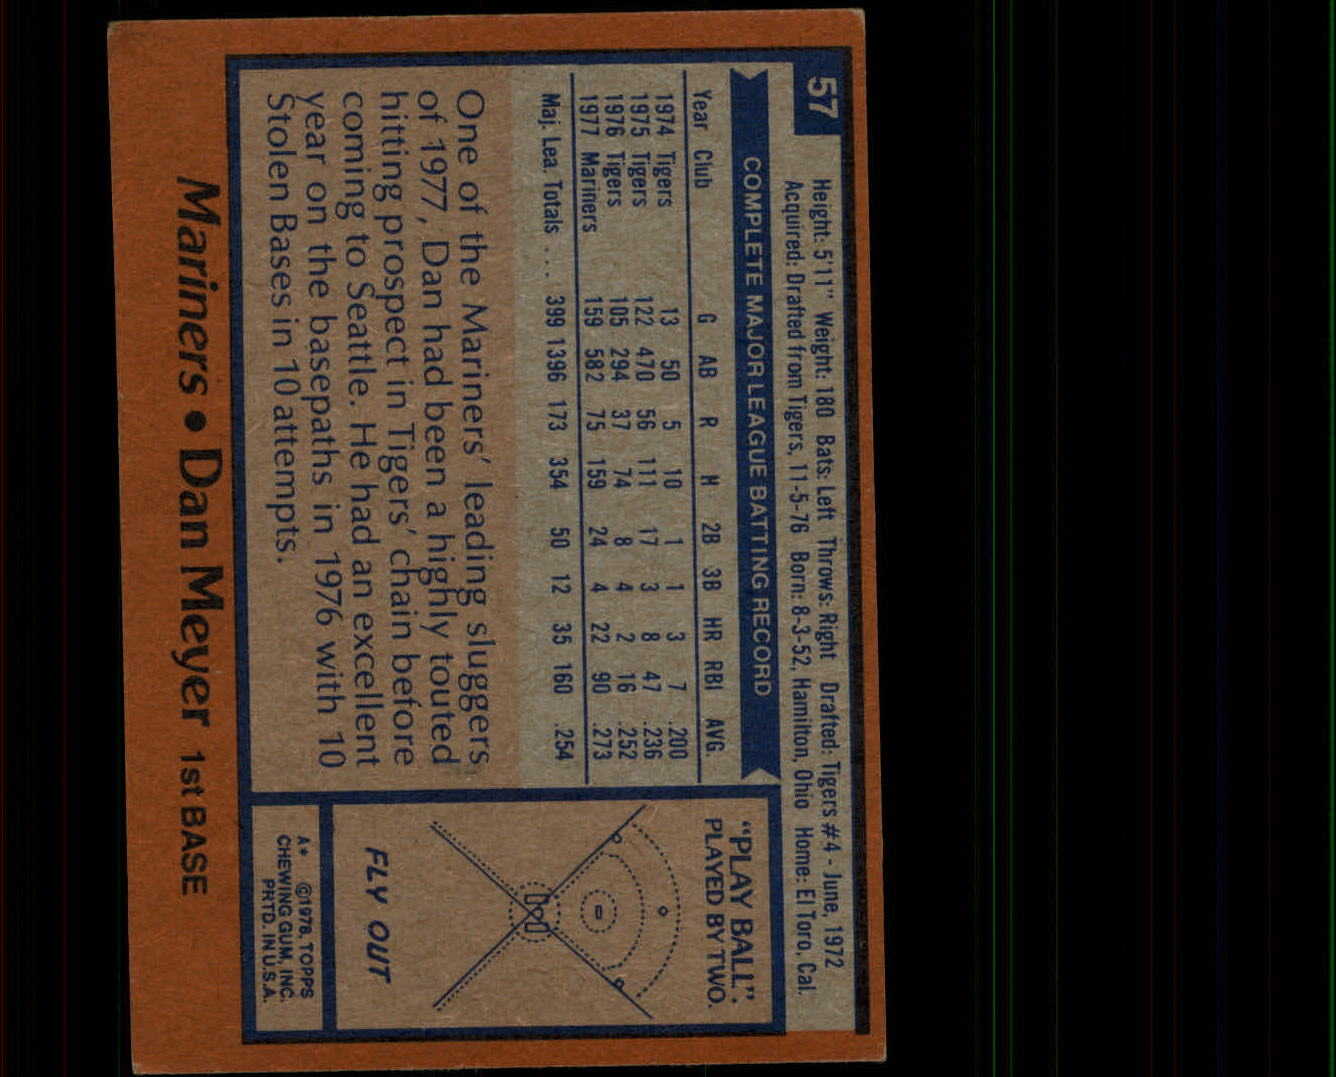 57
Height: 5'11" Weight: 180 Bats: Left Throws: Right Drafted: Tigers #4 - June, 1972
Acquired: Drafted from Tigers, 11-5-76 Born: 8-3-52, Hamilton, Ohio Home: El Toro, Cal.
COMPLETE MAJOR LEAGUE BATTING RECORD
Year Club G AB R H 2B 3B HR RBI AVG.
1974 Tigers 13 50 5 10 1 1 3 7 .200
1975 Tigers 122 470 56 111 17 3 8 47 .236
1976 Tigers 105 294 37 74 8 4 2 16 .252
1977 Mariners 159 582 75 159 24 4 22 90 .273
Maj. Lea. Totals .... 399 1396 173 354 50 12 35 160 .254
One of the Mariners' leading sluggers
of 1977, Dan had been a highly touted
hitting prospect in Tigers' chain before
coming to Seattle. He had an excellent
year on the basepaths in 1976 with 10
Stolen Bases in 10 attempts.
"PLAY BALL".
PLAYED BY TWO.
FLY OUT
A* ©1978, TOPPS
CHEWING GUM, INC.
PRTD. IN U.S.A.
Mariners • Dan Meyer 1st BASE